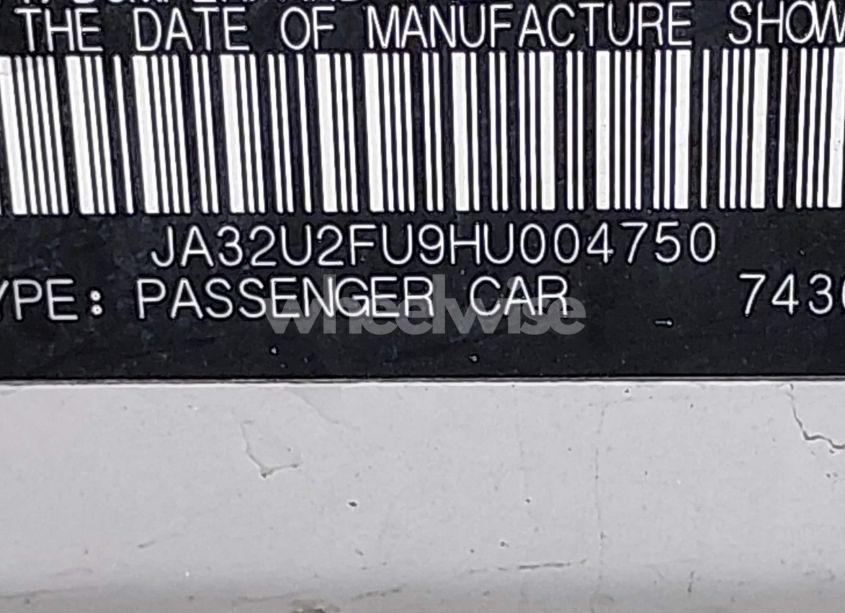 THE DATE OF MANUFACTURE SHOW
JA32U2FU9HU004750
YPE: PASSENGER CAR 743
wheelwise